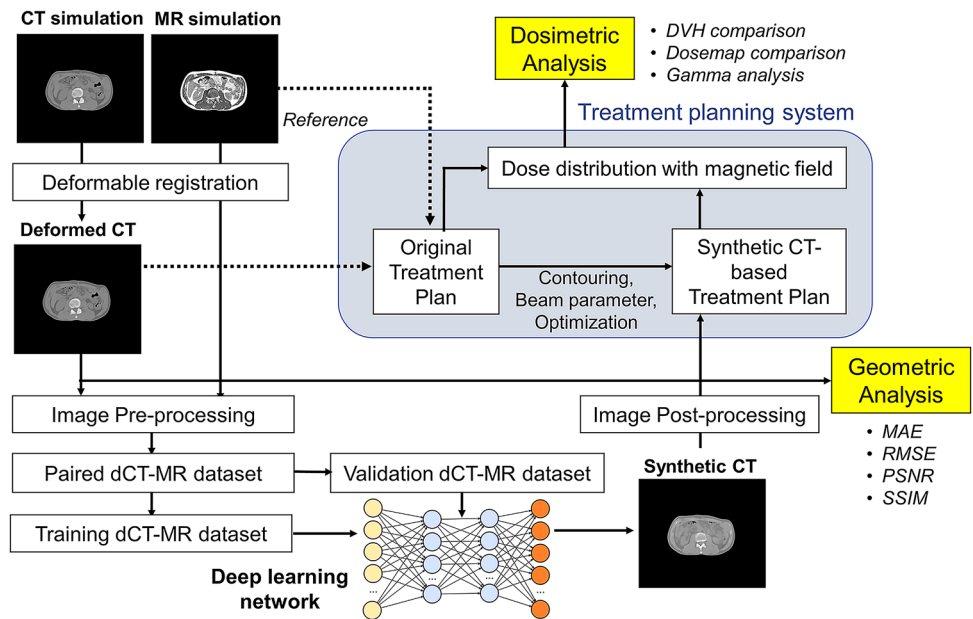 CT simulation
MR simulation
Deformable registration
Deformed CT
Reference
Dosimetric
Analysis
• DVH comparison
• Dosemap comparison
• Gamma analysis
Treatment planning system
Dose distribution with magnetic field
Original
Treatment
Plan
Contouring,
Beam parameter,
Optimization
Synthetic CT-
based
Treatment Plan
Geometric
Analysis
• MAE
• RMSE
• PSNR
• SSIM
Image Pre-processing
Image Post-processing
Paired dCT-MR dataset
Validation dCT-MR dataset
Synthetic CT
Training dCT-MR dataset
Deep learning
network
...
...
...
...